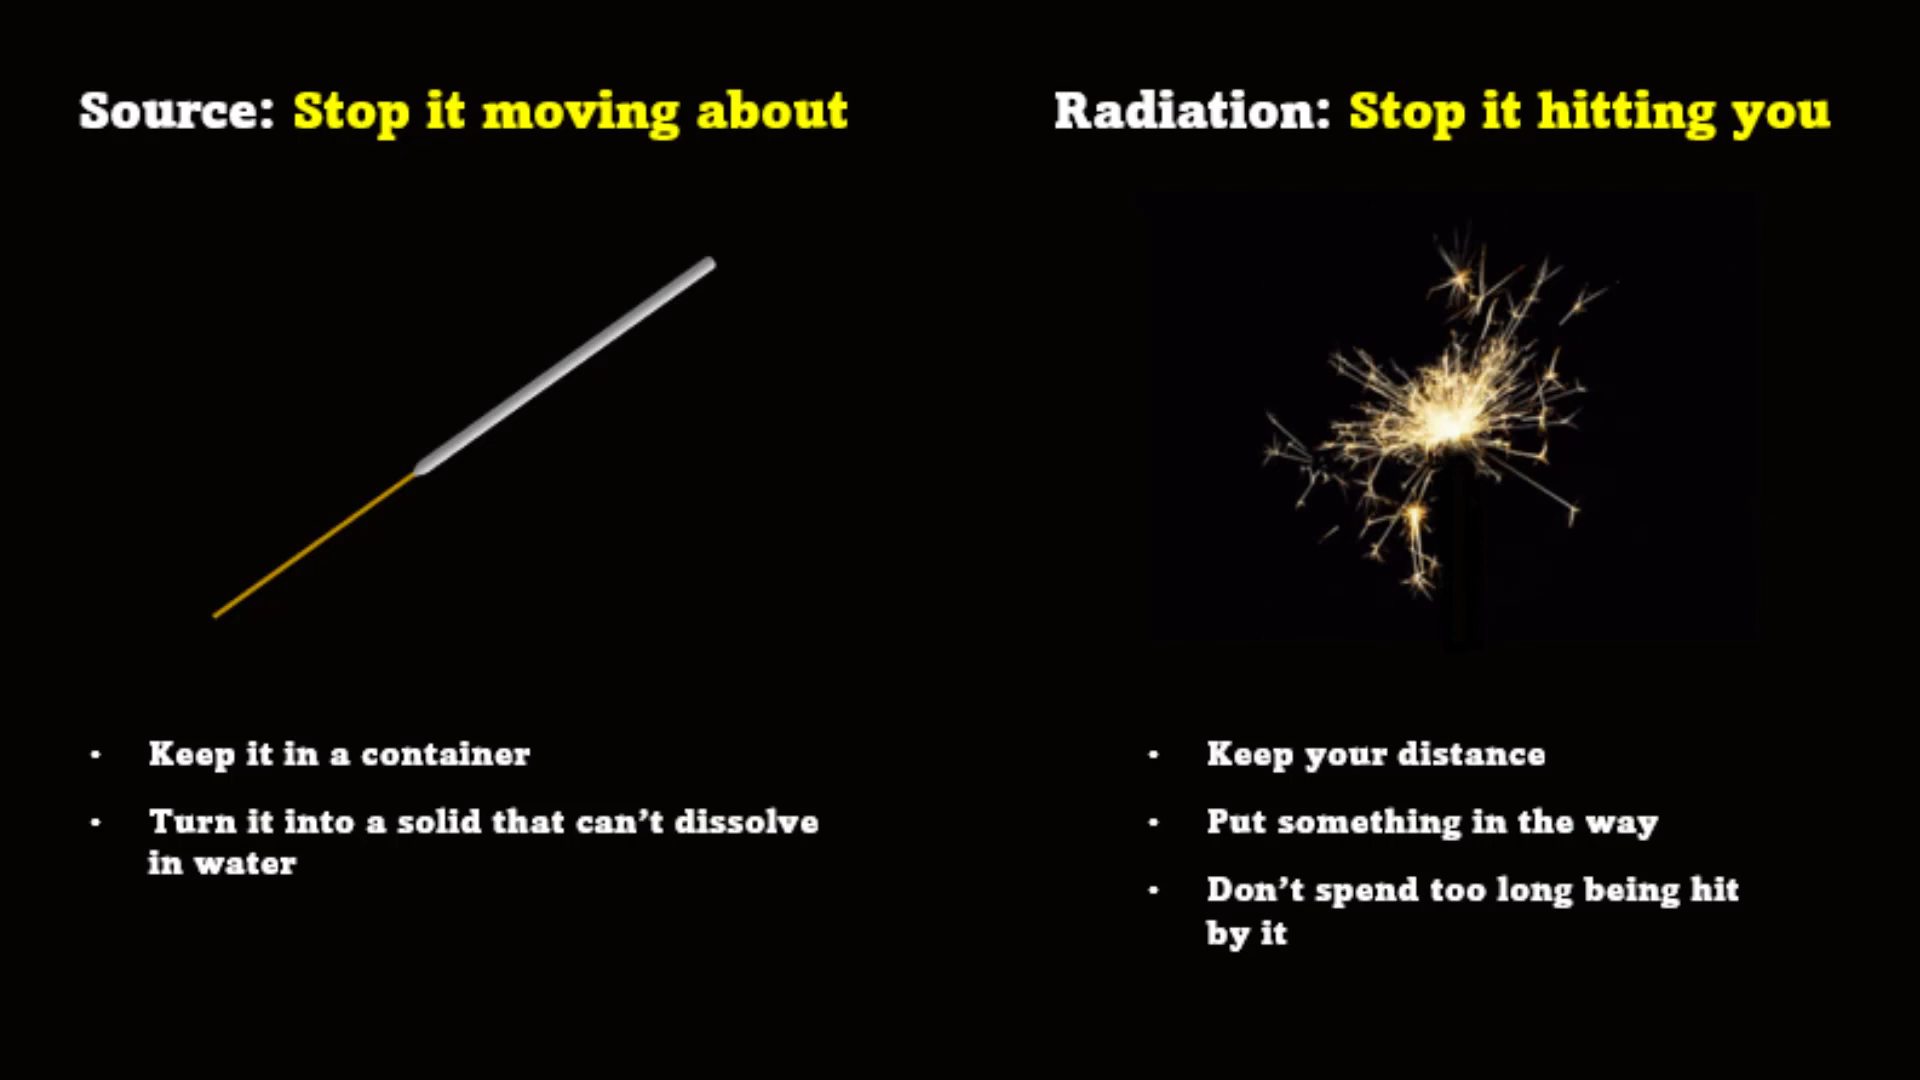 Source: Stop it moving about
• Keep it in a container
• Turn it into a solid that can’t dissolve
in water
Radiation: Stop it hitting you
• Keep your distance
• Put something in the way
• Don’t spend too long being hit
by it